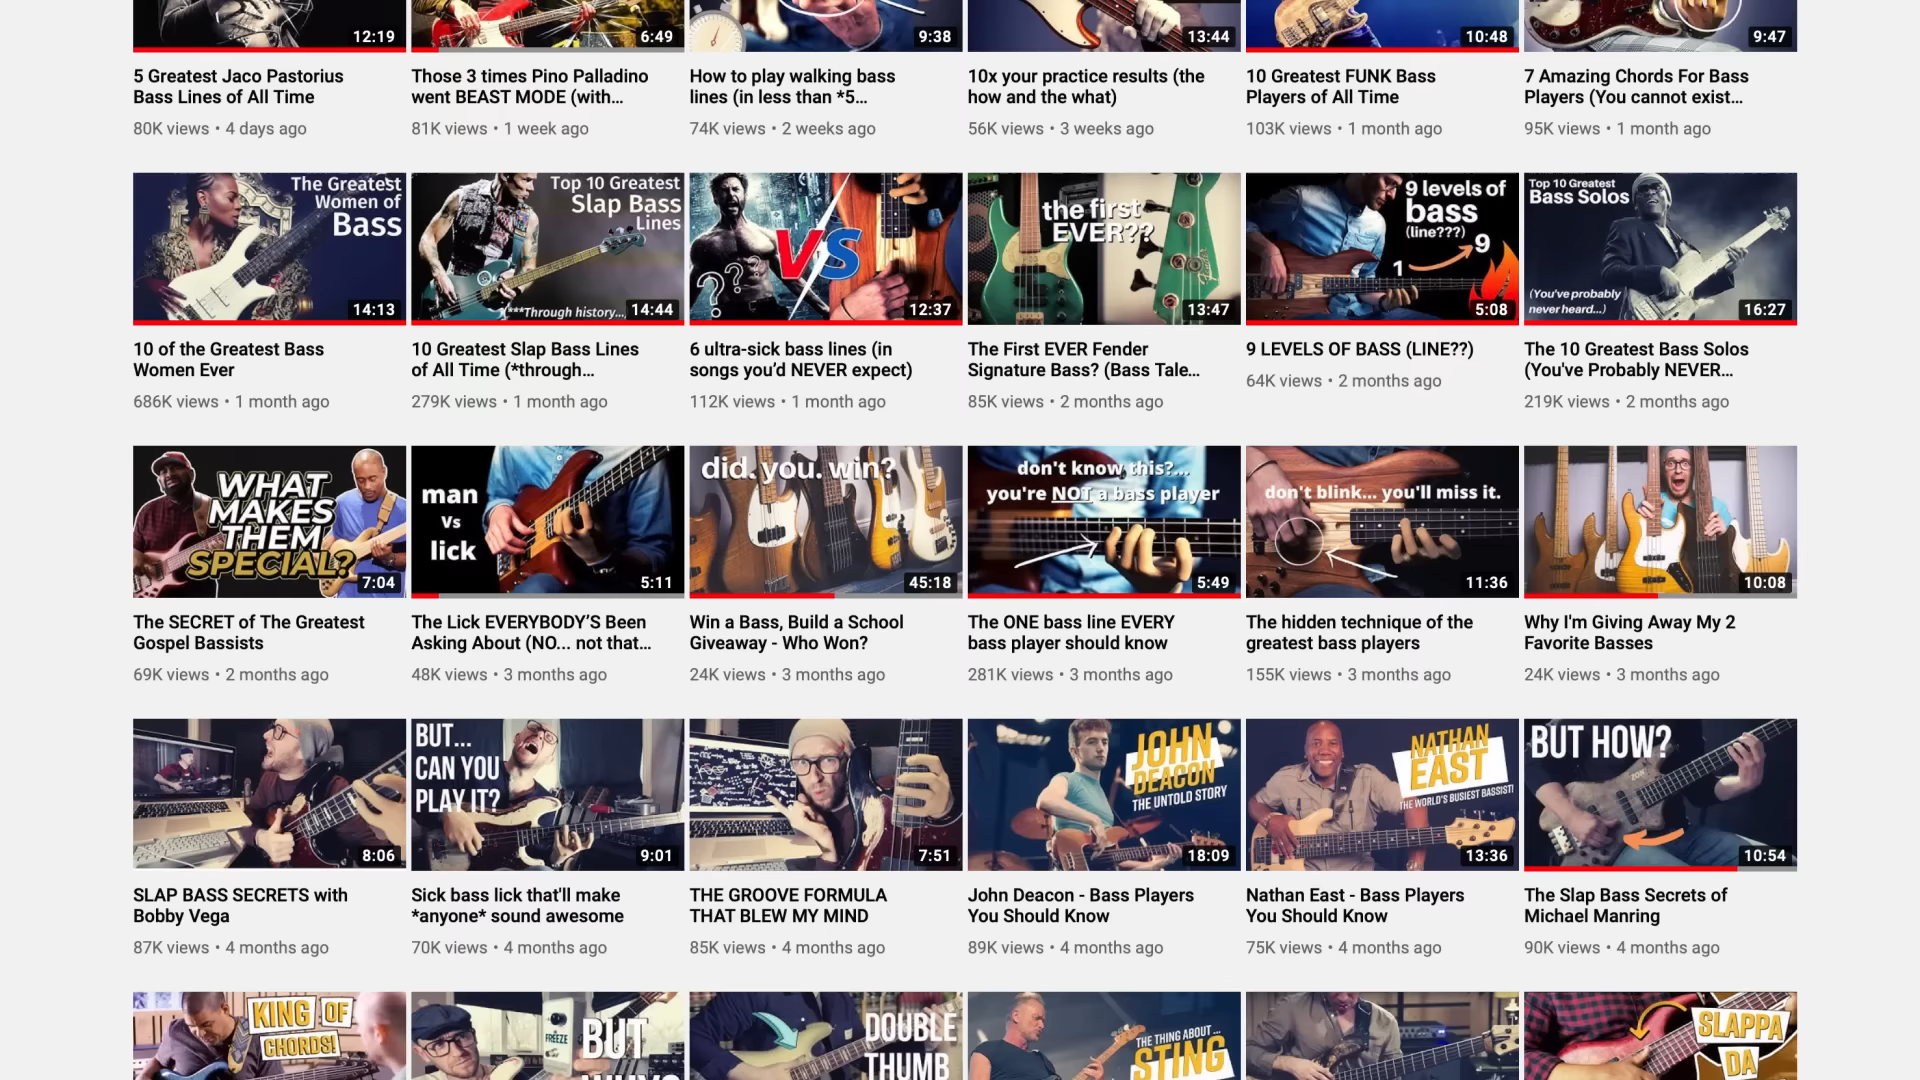 12:19
6:49
9:38
13:44
10:48
9:47
5 Greatest Jaco Pastorius
Bass Lines of All Time
80K views • 4 days ago
Those 3 times Pino Palladino
went BEAST MODE (with...
81K views • 1 week ago
How to play walking bass
lines (in less than *5...
74K views • 2 weeks ago
10x your practice results (the
how and the what)
56K views • 3 weeks ago
10 Greatest FUNK Bass
Players of All Time
103K views • 1 month ago
7 Amazing Chords For Bass
Players (You cannot exist...
95K views • 1 month ago
The Greatest
Women of
Bass
14:13
10 of the Greatest Bass
Women Ever
686K views • 1 month ago
Top 10 Greatest
Slap Bass
Lines
***Through history...
14:44
10 Greatest Slap Bass Lines
of All Time (*through...
279K views • 1 month ago
??
VS
12:37
6 ultra-sick bass lines (in
songs you’d NEVER expect)
112K views • 1 month ago
the first
EVER??
13:47
The First EVER Fender
Signature Bass? (Bass Tale...
85K views • 2 months ago
9 levels of
bass
(line???)
1 9
5:08
9 LEVELS OF BASS (LINE??)
64K views • 2 months ago
Top 10 Greatest
Bass Solos
(You've probably
never heard...)
16:27
The 10 Greatest Bass Solos
(You've Probably NEVER...
219K views • 2 months ago
WHAT
MAKES
THEM
SPECIAL?
7:04
The SECRET of The Greatest
Gospel Bassists
69K views • 2 months ago
man
Vs
lick
5:11
The Lick EVERYBODY’S Been
Asking About (NO... not that...
48K views • 3 months ago
did. you. win?
45:18
Win a Bass, Build a School
Giveaway - Who Won?
24K views • 3 months ago
don't know this?...
you're NOT a bass player
5:49
The ONE bass line EVERY
bass player should know
281K views • 3 months ago
don't blink... you'll miss it.
11:36
The hidden technique of the
greatest bass players
155K views • 3 months ago
10:08
Why I'm Giving Away My 2
Favorite Basses
24K views • 3 months ago
8:06
SLAP BASS SECRETS with
Bobby Vega
87K views • 4 months ago
BUT...
CAN YOU
PLAY IT?
9:01
Sick bass lick that'll make
*anyone* sound awesome
70K views • 4 months ago
7:51
THE GROOVE FORMULA
THAT BLEW MY MIND
85K views • 4 months ago
JOHN
DEACON
THE UNTOLD STORY
18:09
John Deacon - Bass Players
You Should Know
89K views • 4 months ago
NATHAN
EAST
THE WORLD'S BUSIEST BASSIST!
13:36
Nathan East - Bass Players
You Should Know
75K views • 4 months ago
BUT HOW?
10:54
The Slap Bass Secrets of
Michael Manring
90K views • 4 months ago
KING OF
CHORDS!
FREEZE
BUT
DOUBLE
THUMB
THE THING ABOUT...
STING
SLAPPA
DA